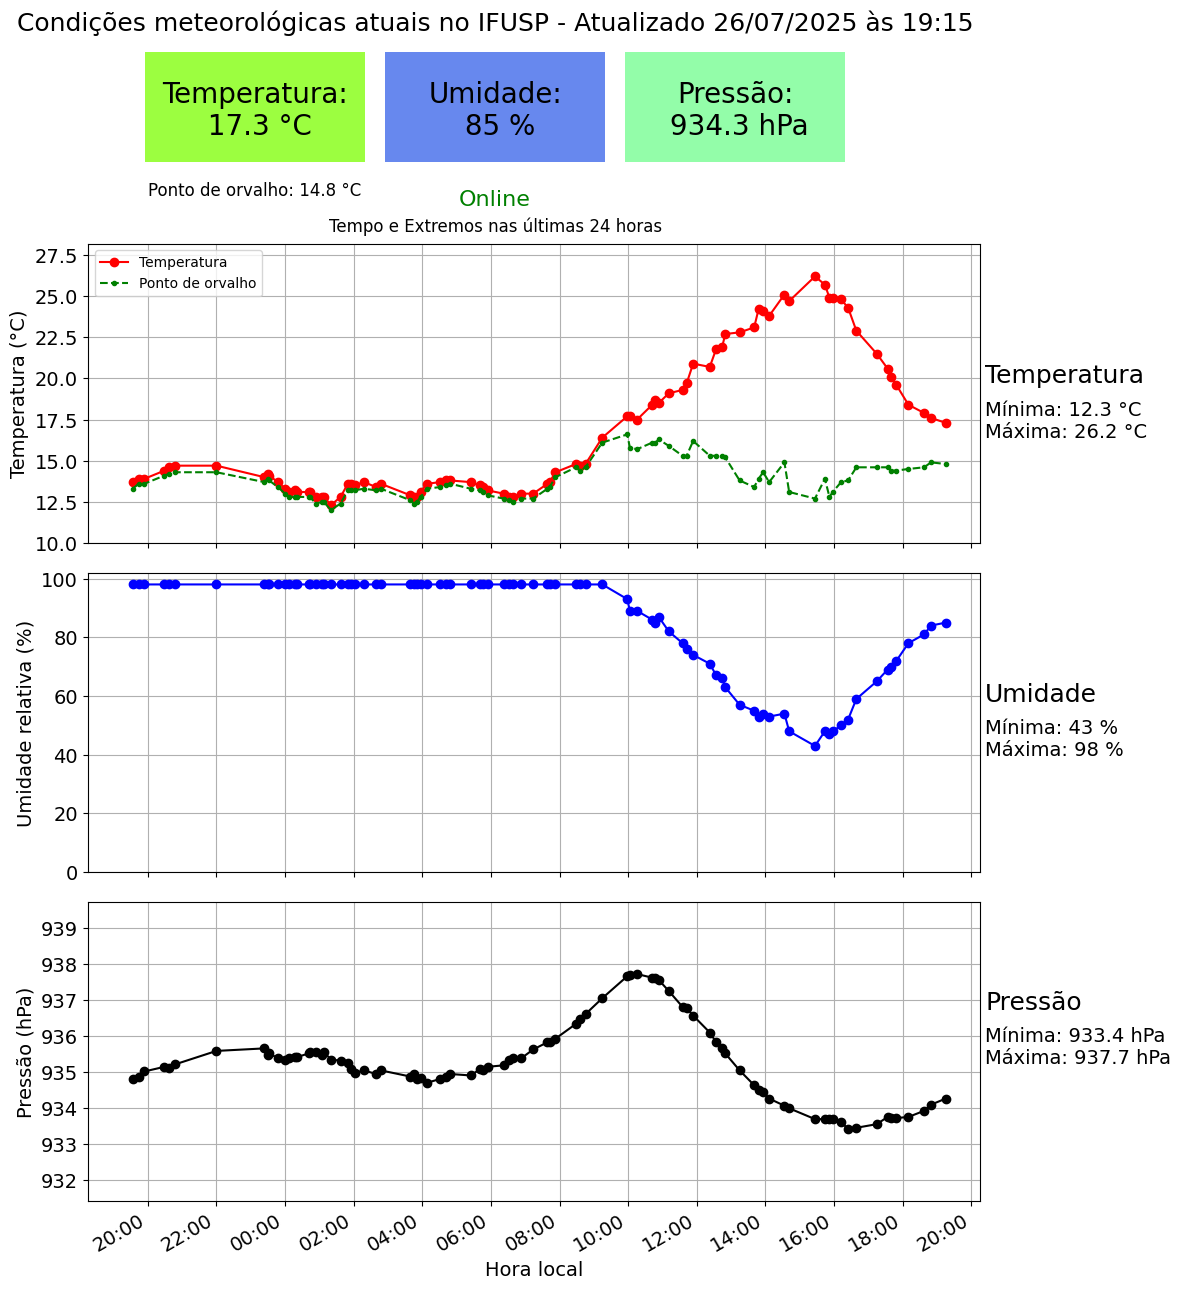 Condições meteorológicas atuais no IFUSP - Atualizado 26/07/2025 às 19:15
Temperatura:
17.3 °C
Umidade:
85 %
Pressão:
934.3 hPa
Ponto de orvalho: 14.8 °C
Online
Tempo e Extremos nas últimas 24 horas
Temperatura (°C)
27.5
25.0
22.5
20.0
17.5
15.0
12.5
10.0
Temperatura
Ponto de orvalho
Temperatura
Mínima: 12.3 °C
Máxima: 26.2 °C
Umidade relativa (%)
100
80
60
40
20
0
Umidade
Mínima: 43 %
Máxima: 98 %
Pressão (hPa)
939
938
937
936
935
934
933
932
Pressão
Mínima: 933.4 hPa
Máxima: 937.7 hPa
20:00
22:00
00:00
02:00
04:00
06:00
08:00
10:00
12:00
14:00
16:00
18:00
20:00
Hora local